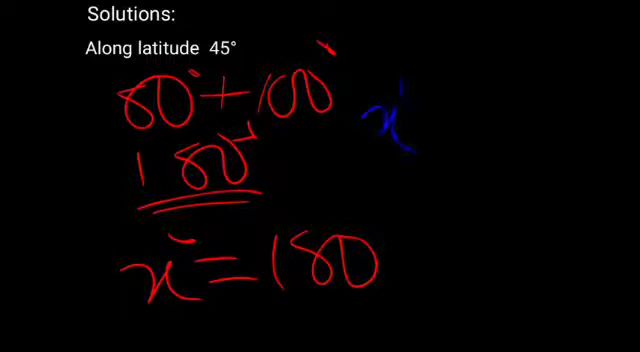 Solutions:
Along latitude 45°
80° + 100°
180°
x° = 180
x°